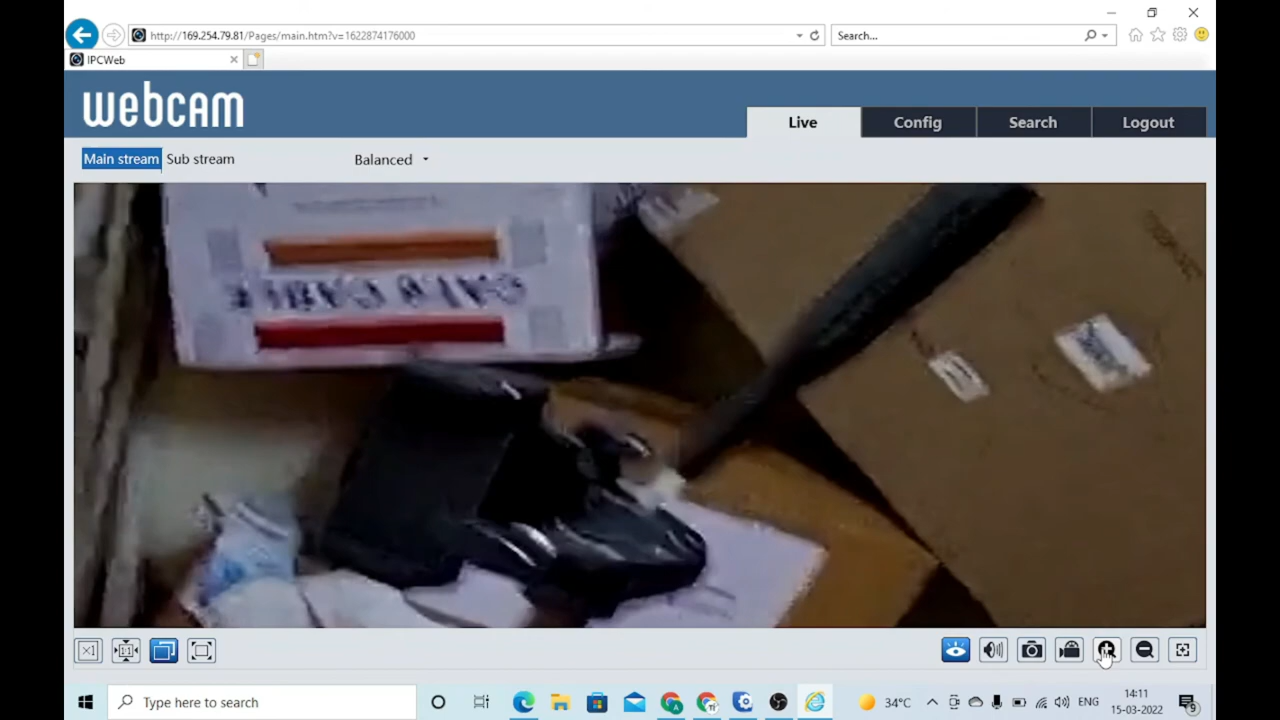 http://169.254.79.81/Pages/main.htm?v=1622874176000
Search...
IPCWeb
webcam
Live
Config
Search
Logout
Main stream
Sub stream
Balanced
Type here to search
34°C
ENG
14:11
15-03-2022
9